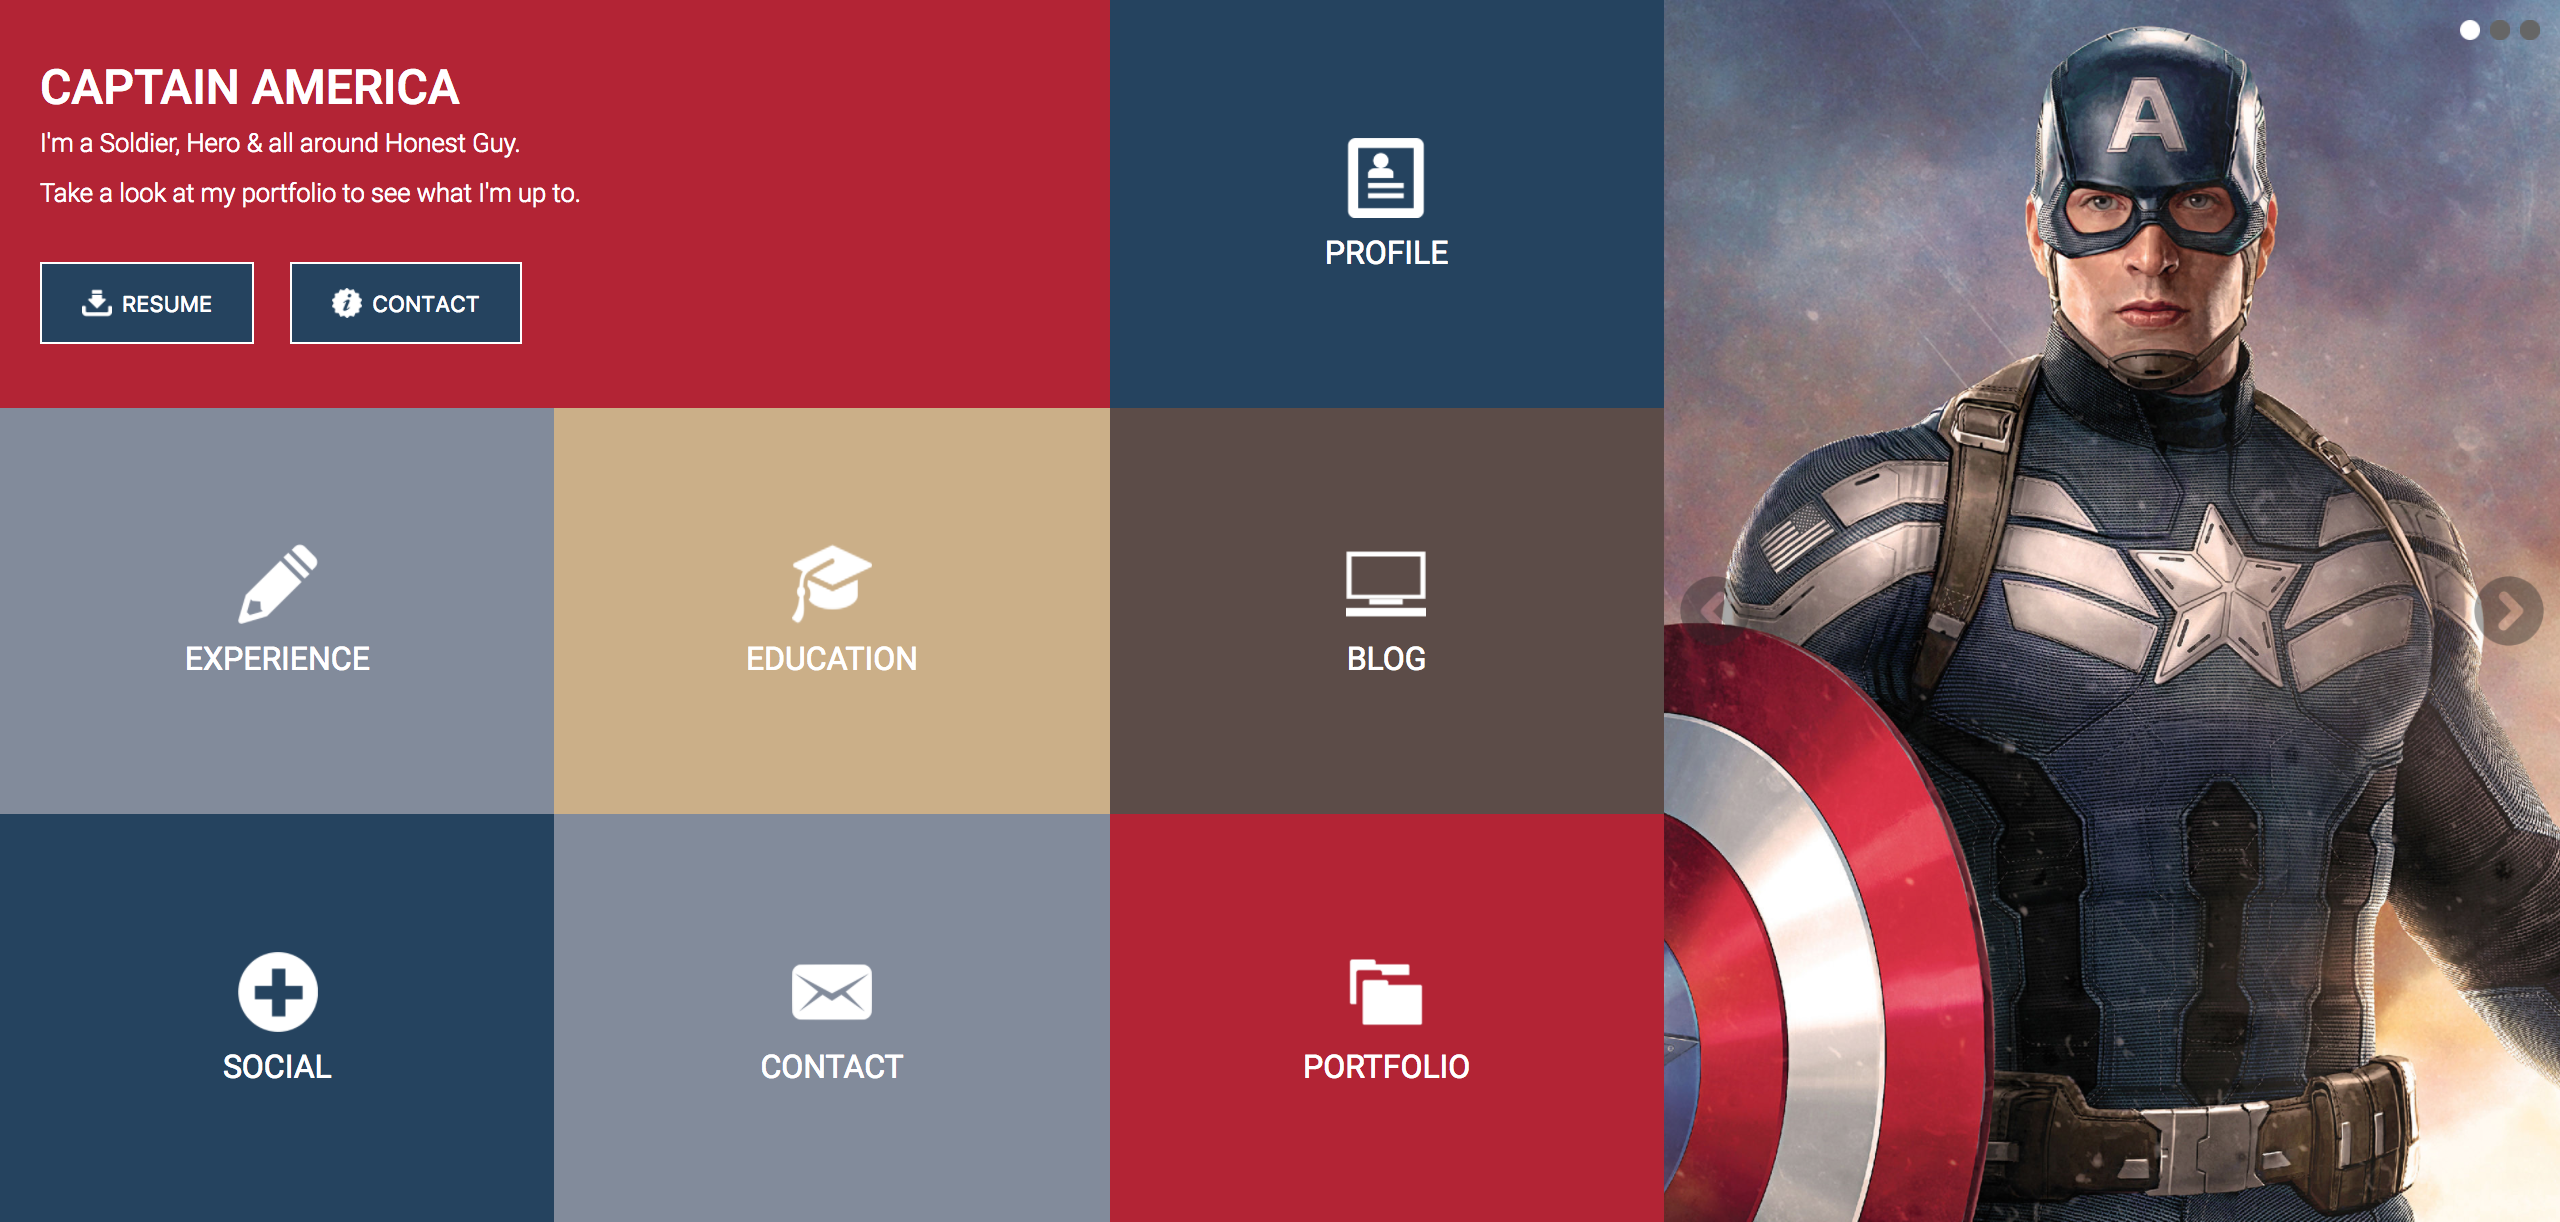 CAPTAIN AMERICA
I'm a Soldier, Hero & all around Honest Guy.
Take a look at my portfolio to see what I'm up to.
RESUME
CONTACT
PROFILE
A
EXPERIENCE
EDUCATION
BLOG
SOCIAL
CONTACT
PORTFOLIO